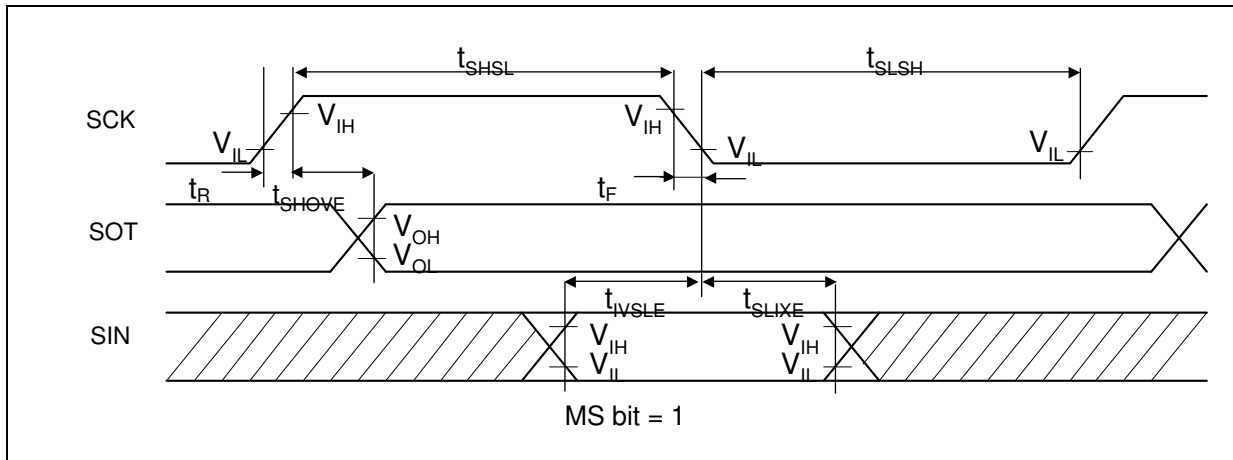 tSHSL
tSLSH
SCK
VIH
VIH
VIL
VIL
VIL
tR
tSHOVE
tF
SOT
VOH
VOL
tIVSLE
tSLIXE
SIN
VIH
VIH
VIL
VIL
MS bit = 1